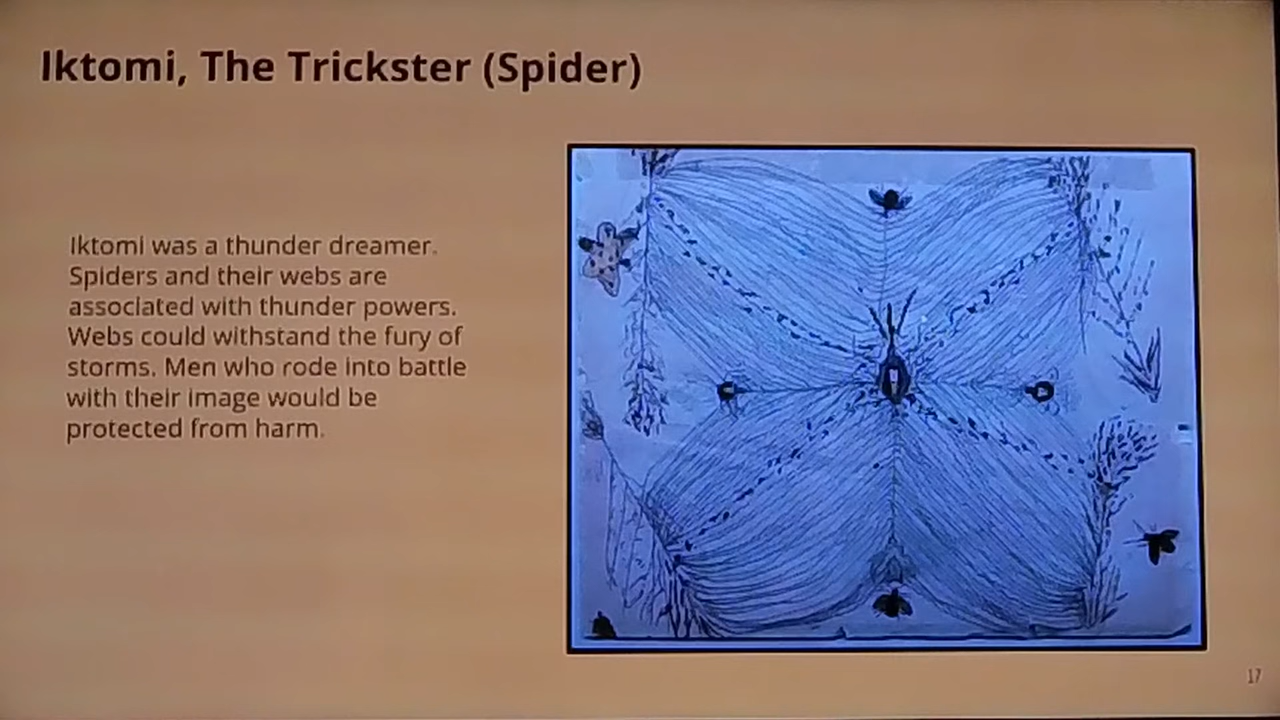 Iktomi, The Trickster (Spider)
Iktomi was a thunder dreamer.
Spiders and their webs are
associated with thunder powers.
Webs could withstand the fury of
storms. Men who rode into battle
with their image would be
protected from harm.
17